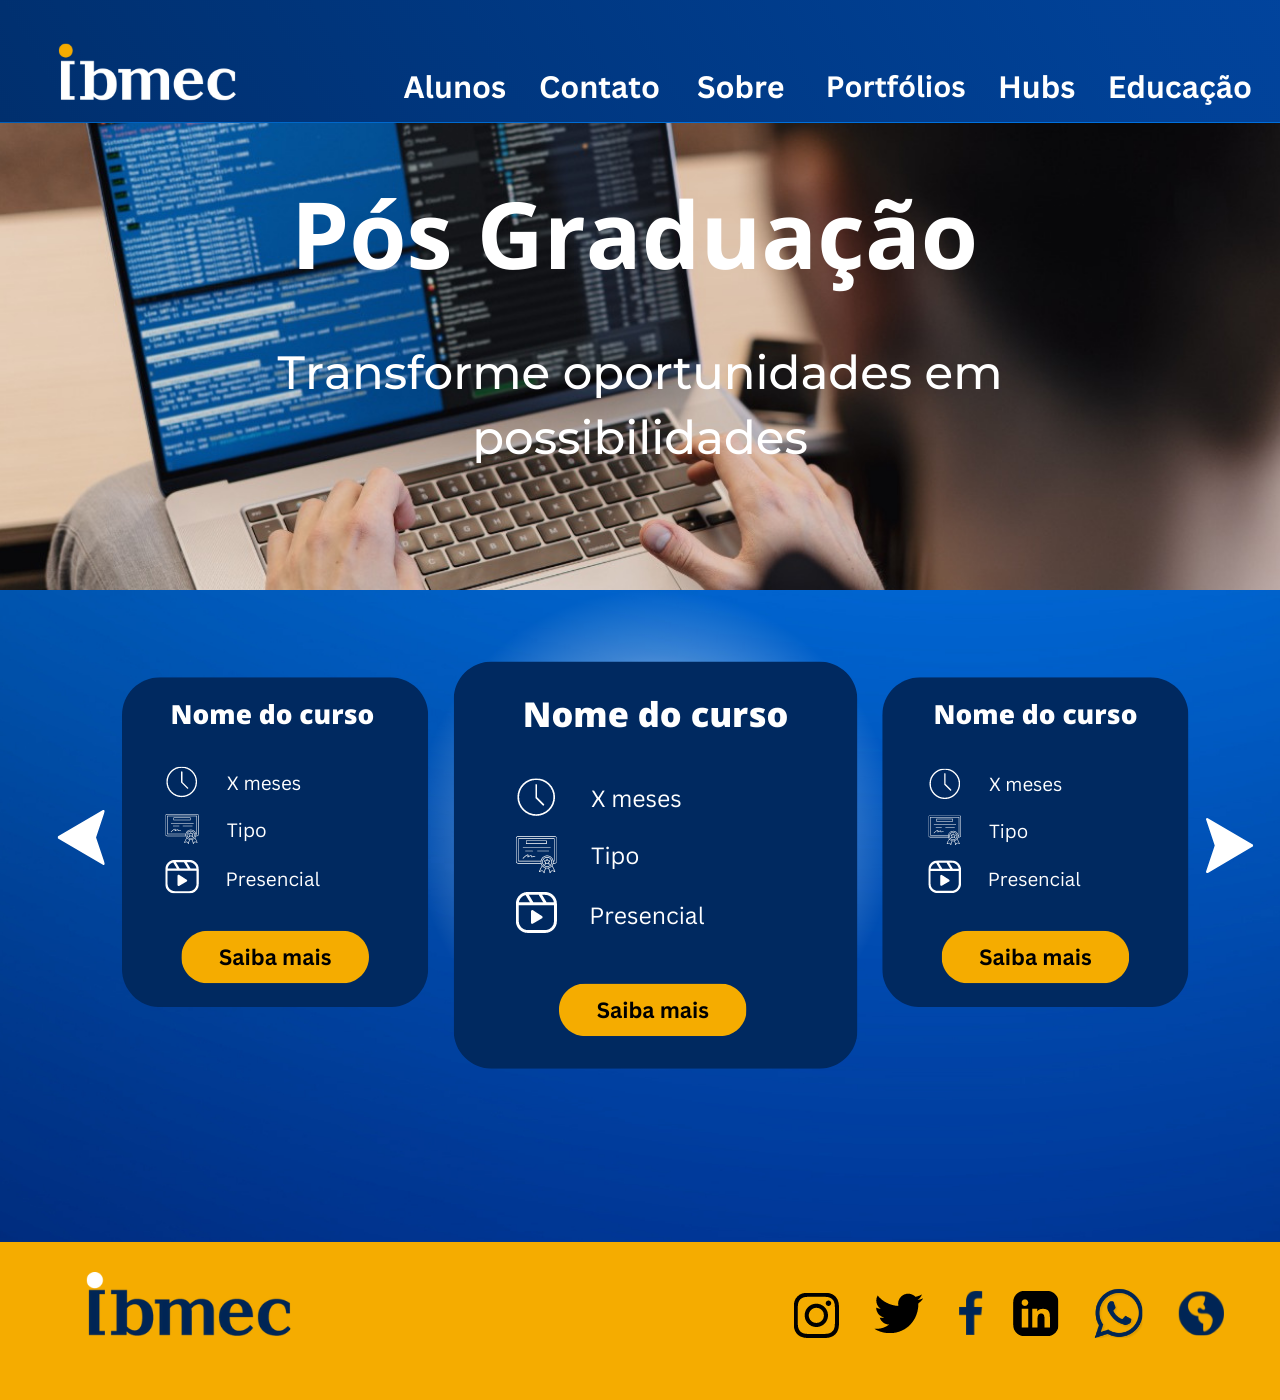 ibmec
Alunos Contato Sobre Portfólios Hubs Educação
Pós Graduação
Transforme oportunidades em
possibilidades
Nome do curso
X meses
Tipo
Presencial
Saiba mais
Nome do curso
X meses
Tipo
Presencial
Saiba mais
Nome do curso
X meses
Tipo
Presencial
Saiba mais
ibmec